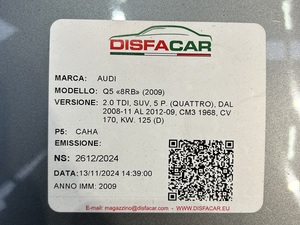 DISFACAR
MARCA: AUDI
MODELLO: Q5 «8RB» (2009)
VERSIONE: 2.0 TDI, SUV, 5 P. (QUATTRO), DAL
2008-11 AL 2012-09, CM3 1968, CV
170, KW. 125 (D)
P5: CAHA
EMISSIONE:
NS: 2612/2024
DATA: 13/11/2024 14:39:00
ANNO IMM: 2009
E-mail: magazzino@disfacar.com WWW.DISFACAR.EU